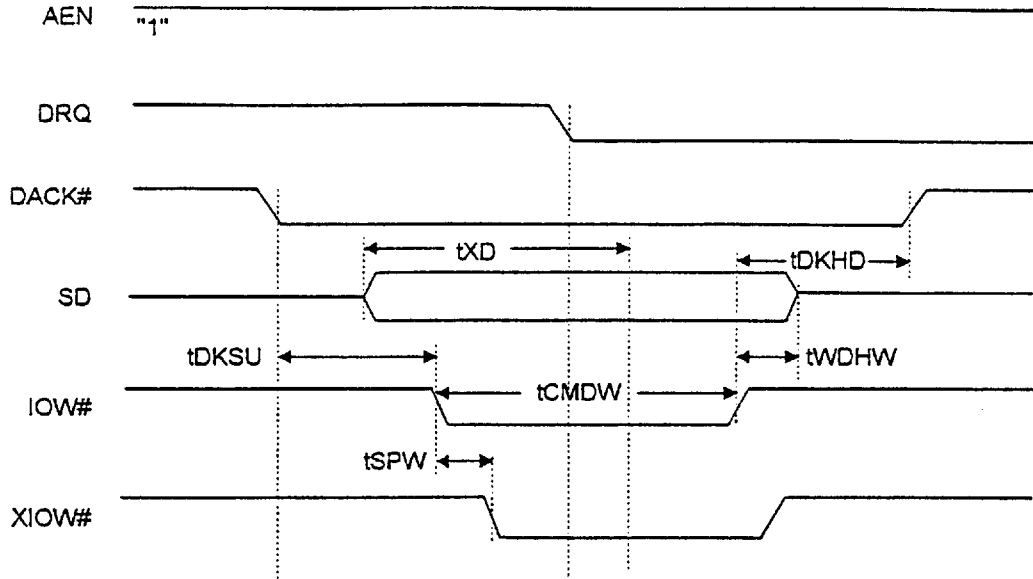 AEN
"1"
DRQ
DACK#
tXD
tDKHD
SD
tDKSU
tWDHW
IOW#
tCMDW
tSPW
XIOW#